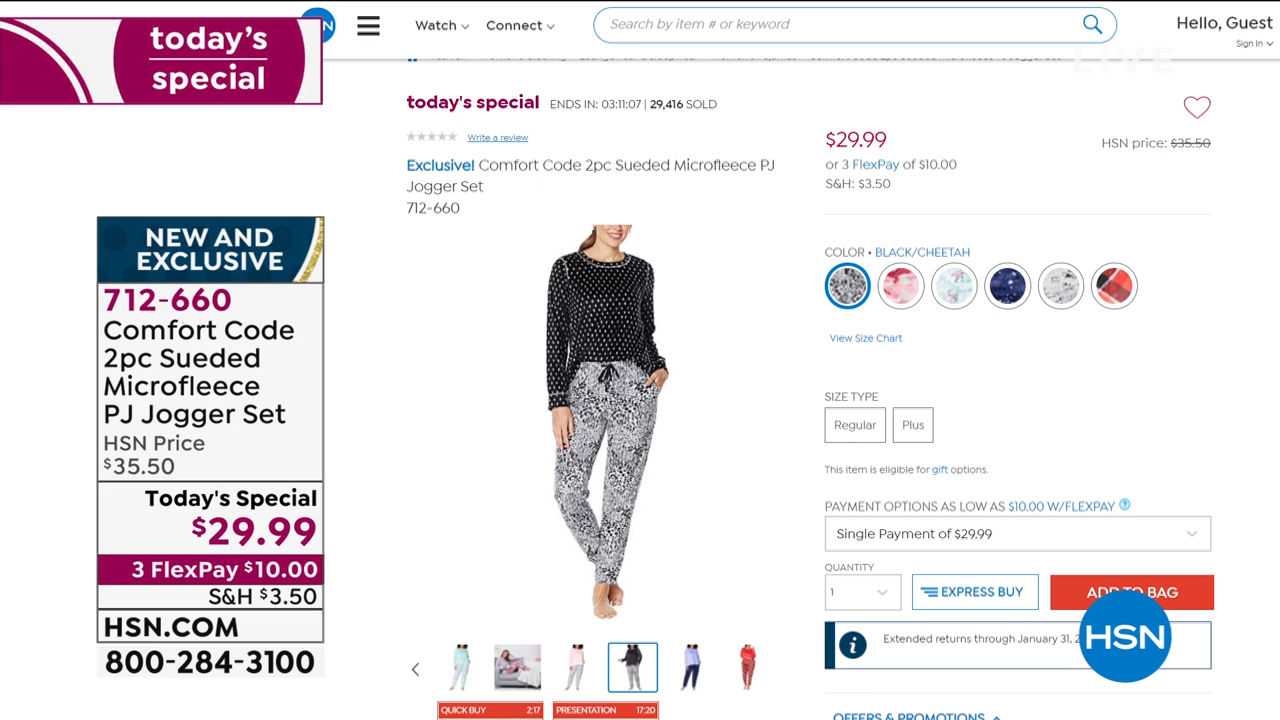 today's
special
Watch
Connect
Search by item # or keyword
Hello, Guest
Sign In
LIVE
today's special ENDS IN: 03:11:07 | 29,416 SOLD
Write a review
Exclusive! Comfort Code 2pc Sueded Microfleece PJ
Jogger Set
712-660
$29.99
HSN price: $35.50
or 3 FlexPay of $10.00
S&H: $3.50
COLOR • BLACK/CHEETAH
View Size Chart
SIZE TYPE
Regular
Plus
This item is eligible for gift options.
PAYMENT OPTIONS AS LOW AS $10.00 W/FLEXPAY ?
Single Payment of $29.99
QUANTITY
1
EXPRESS BUY
ADD TO BAG
i
Extended returns through January 31, 2
HSN
OFFERS & PROMOTIONS
QUICK BUY 2:17
PRESENTATION 17:20
NEW AND
EXCLUSIVE
712-660
Comfort Code
2pc Sueded
Microfleece
PJ Jogger Set
HSN Price
$35.50
Today's Special
$29.99
3 FlexPay $10.00
S&H $3.50
HSN.COM
800-284-3100